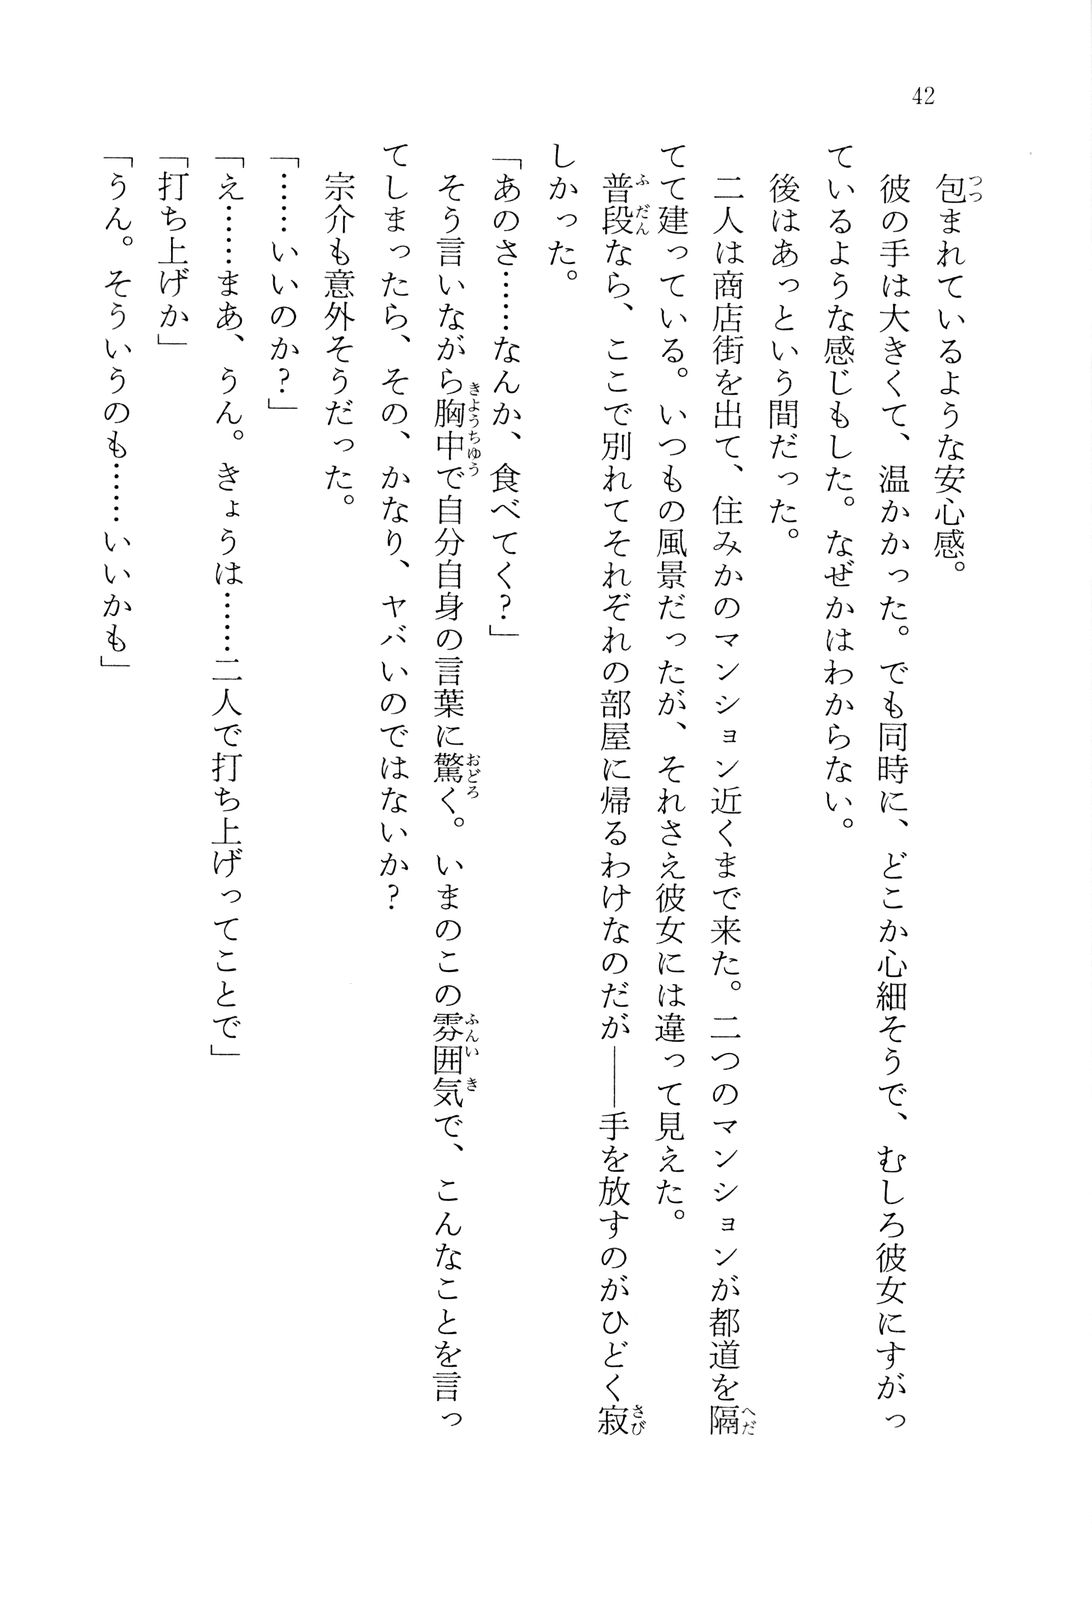 42
包まれているような安心感。
彼の手は大きくて、温かかった。でも同時に、どこか心細そうで、むしろ彼女にすがっ
ているような感じもした。なぜかはわからない。
後はあっという間だった。
二人は商店街を出て、住みかのマンション近くまで来た。二つのマンションが都道を隔
てて建っている。いつもの風景だったが、それさえ彼女には違って見えた。
普段なら、ここで別れてそれぞれの部屋に帰るわけなのだが――手を放すのがひどく寂
しかった。
「あのさ……なんか、食べてく?」
そう言いながら胸中で自分自身の言葉に驚く。いまのこの雰囲気で、こんなことを言っ
てしまったら、その、かなり、ヤバいのではないか?
宗介も意外そうだった。
「……いいのか?」
「え……まあ、うん。きょうは……二人で打ち上げってことで」
「打ち上げか」
「うん。そういうのも……いいかも」